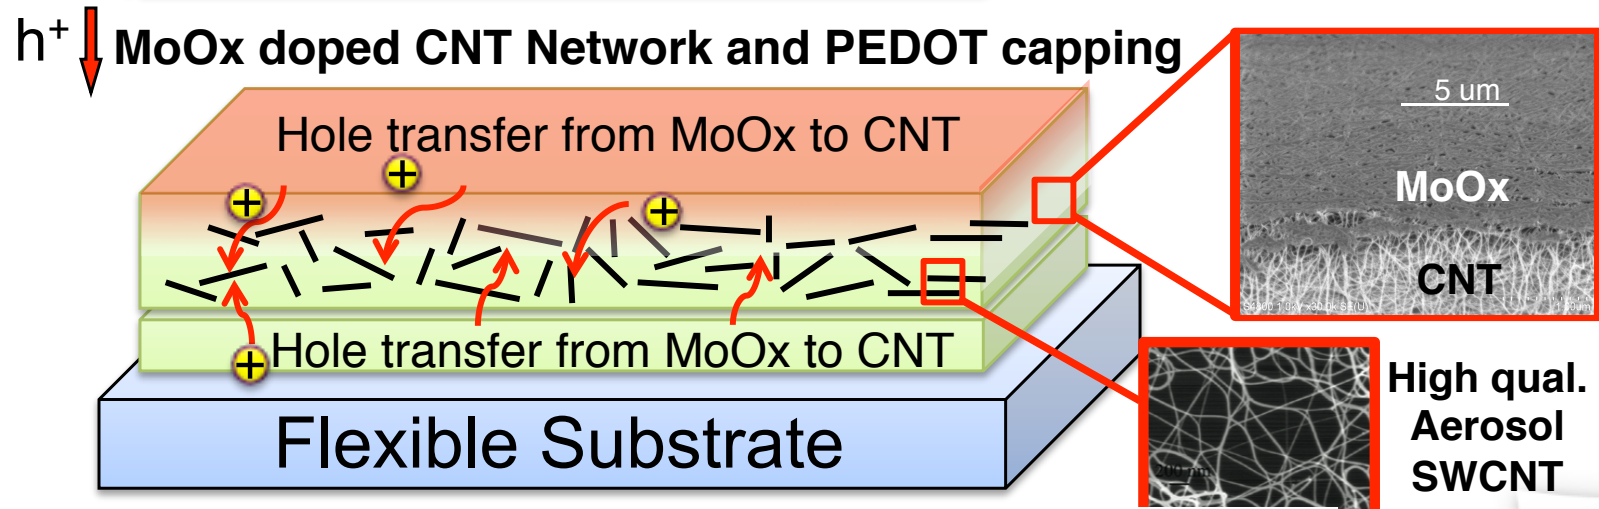 h+
MoOx doped CNT Network and PEDOT capping
Hole transfer from MoOx to CNT
+
+
+
+
Hole transfer from MoOx to CNT
Flexible Substrate
5 um
MoOx
CNT
High qual.
Aerosol
SWCNT